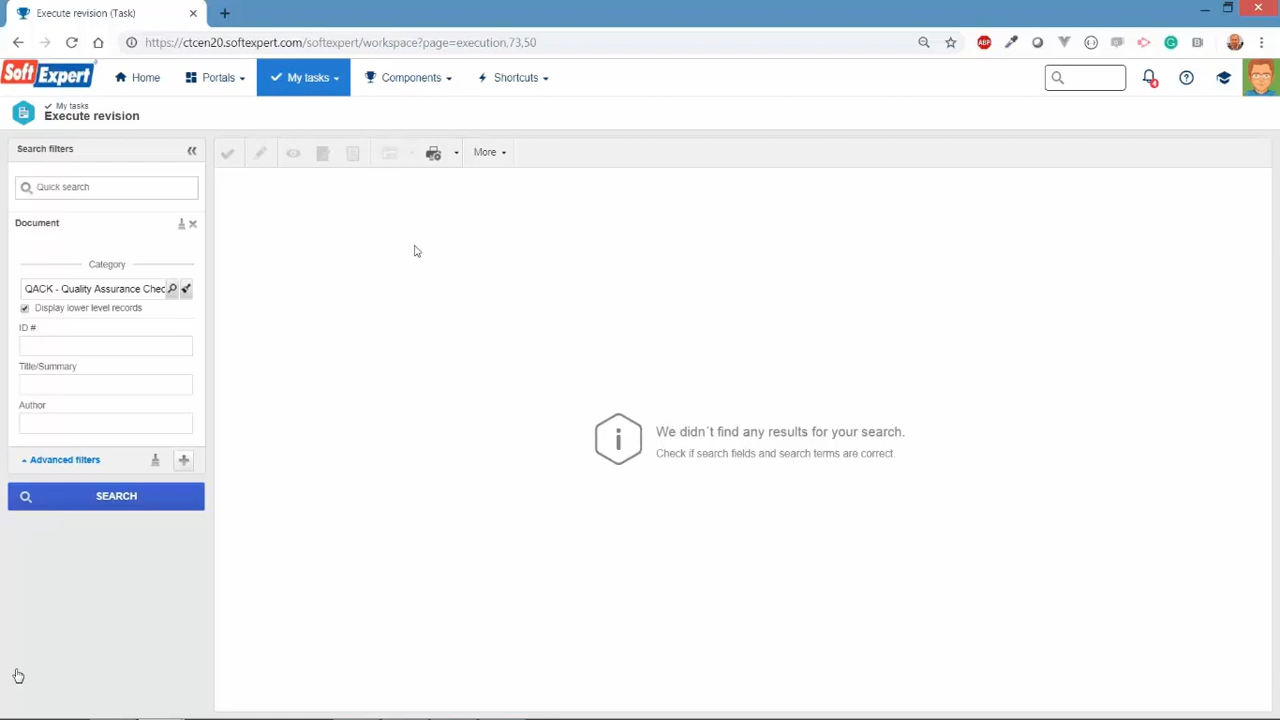 Execute revision (Task)
https://ctcen20.softexpert.com/softexpert/workspace?page=execution,73,50
ABP
SoftExpert
Home
Portals
My tasks
Components
Shortcuts
4
My tasks
Execute revision
Search filters
Quick search
Document
Category
QACK - Quality Assurance Chec
Display lower level records
ID #
Title/Summary
Author
Advanced filters
SEARCH
More
We didn´t find any results for your search.
Check if search fields and search terms are correct